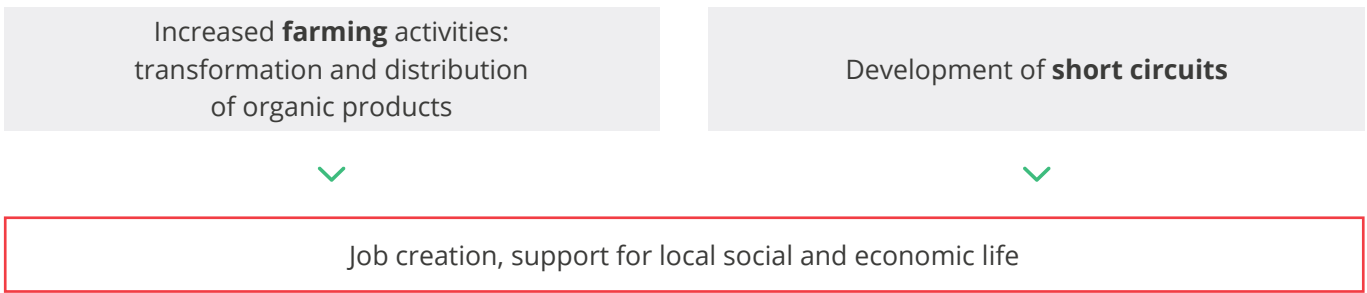 Increased farming activities:
transformation and distribution
of organic products
Development of short circuits
Job creation, support for local social and economic life